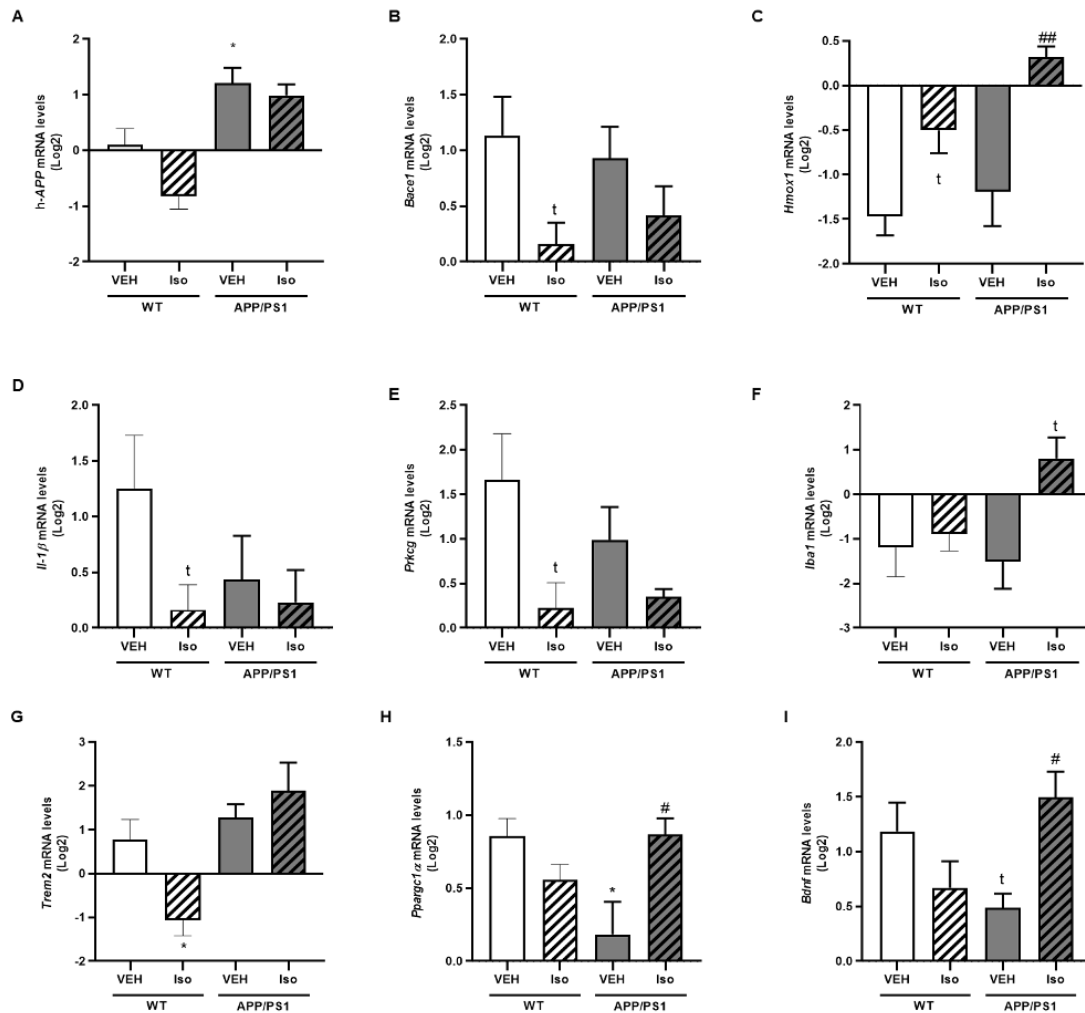 A
h-APP mRNA levels
(Log2)
2
1
0
-1
-2
*
VEH
Iso
VEH
Iso
WT
APP/PS1
B
Bace1 mRNA levels
(Log2)
2.0
1.5
1.0
0.5
0.0
t
VEH
Iso
VEH
Iso
WT
APP/PS1
C
Hmox1 mRNA levels
(Log2)
0.5
0.0
-0.5
-1.0
-1.5
-2.0
t
##
VEH
Iso
VEH
Iso
WT
APP/PS1
D
Il-1β mRNA levels
(Log2)
2.0
1.5
1.0
0.5
0.0
t
VEH
Iso
VEH
Iso
WT
APP/PS1
E
Prkcg mRNA levels
(Log2)
2.5
2.0
1.5
1.0
0.5
0.0
t
VEH
Iso
VEH
Iso
WT
APP/PS1
F
Iba1 mRNA levels
(Log2)
2
1
0
-1
-2
-3
t
VEH
Iso
VEH
Iso
WT
APP/PS1
G
Trem2 mRNA levels
(Log2)
3
2
1
0
-1
-2
*
VEH
Iso
VEH
Iso
WT
APP/PS1
H
Ppargc1α mRNA levels
(Log2)
1.5
1.0
0.5
0.0
*
#
VEH
Iso
VEH
Iso
WT
APP/PS1
I
Bdnf mRNA levels
(Log2)
2.0
1.5
1.0
0.5
0.0
t
#
VEH
Iso
VEH
Iso
WT
APP/PS1